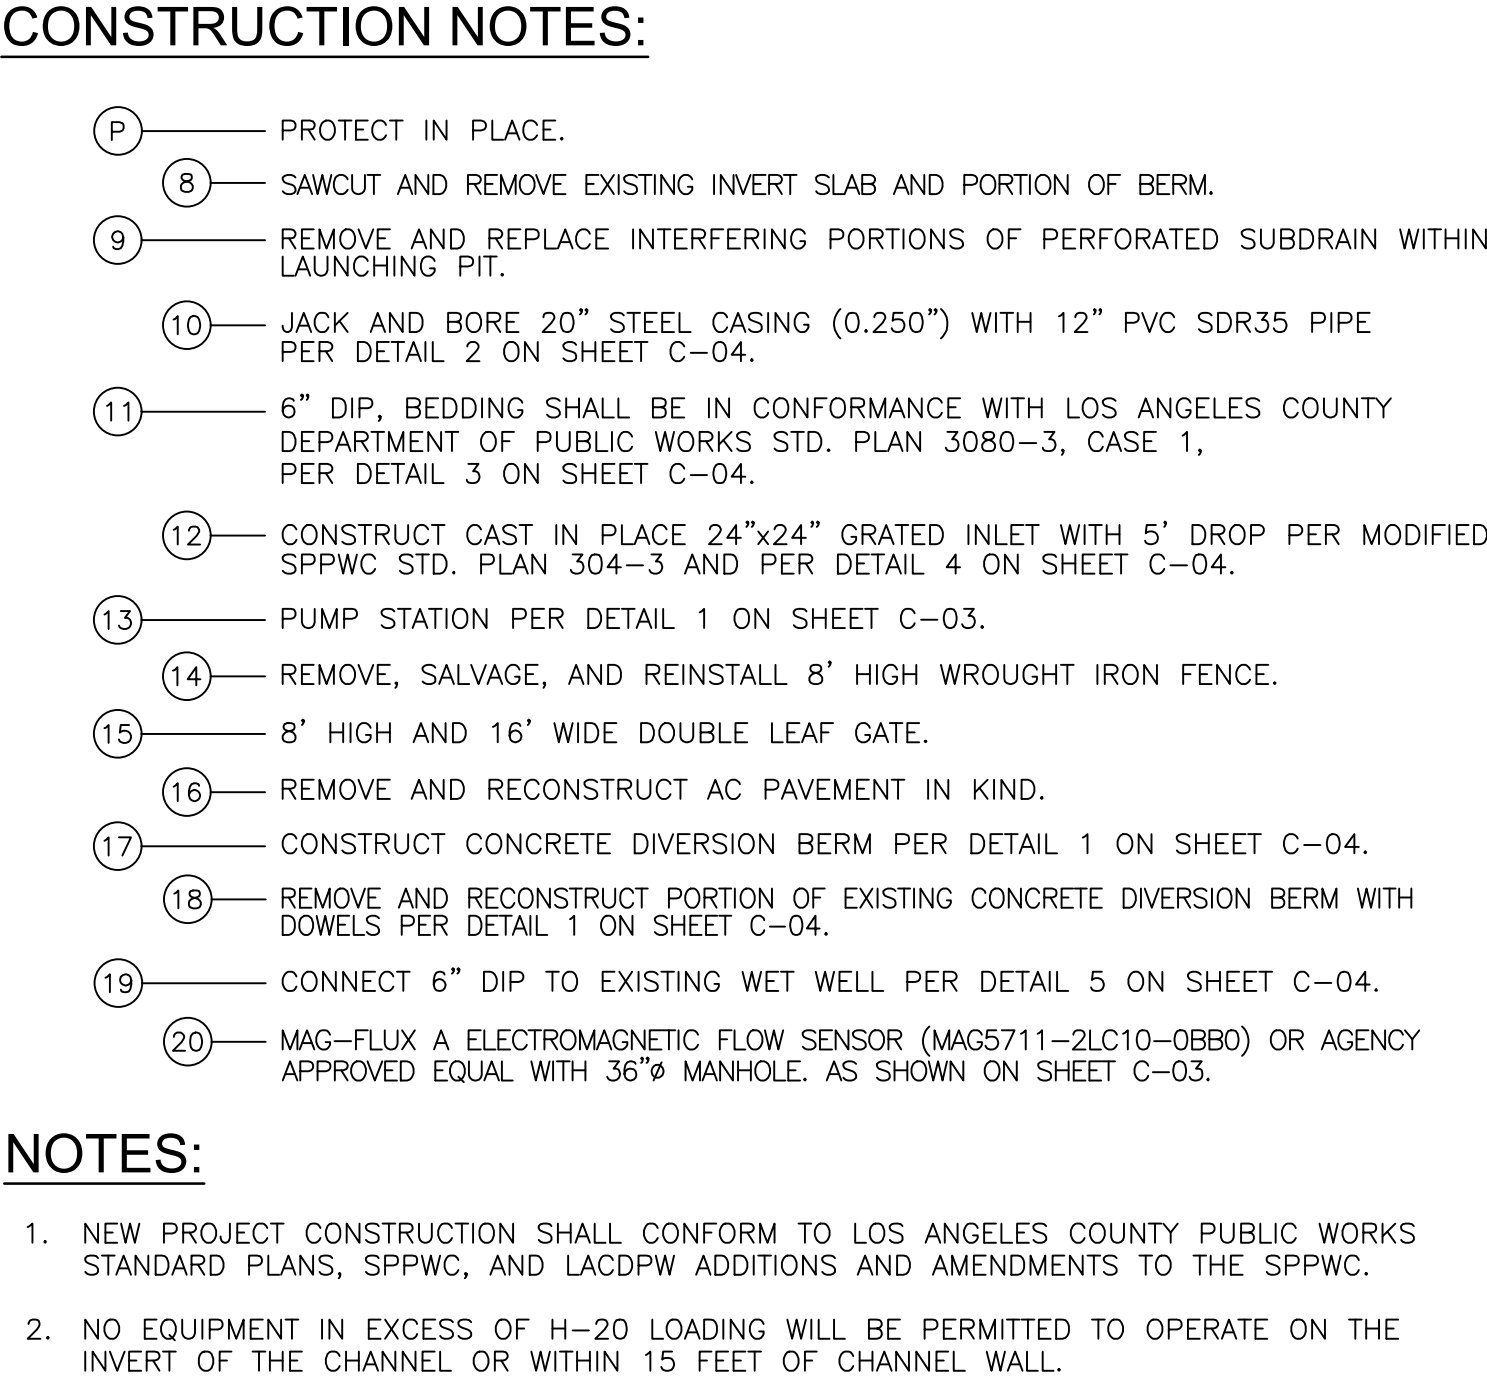 CONSTRUCTION NOTES:
P PROTECT IN PLACE.
8 SAWCUT AND REMOVE EXISTING INVERT SLAB AND PORTION OF BERM.
9 REMOVE AND REPLACE INTERFERING PORTIONS OF PERFORATED SUBDRAIN WITHIN
LAUNCHING PIT.
10 JACK AND BORE 20" STEEL CASING (0.250") WITH 12" PVC SDR35 PIPE
PER DETAIL 2 ON SHEET C-04.
11 6" DIP, BEDDING SHALL BE IN CONFORMANCE WITH LOS ANGELES COUNTY
DEPARTMENT OF PUBLIC WORKS STD. PLAN 3080-3, CASE 1,
PER DETAIL 3 ON SHEET C-04.
12 CONSTRUCT CAST IN PLACE 24"x24" GRATED INLET WITH 5' DROP PER MODIFIED
SPPWC STD. PLAN 304-3 AND PER DETAIL 4 ON SHEET C-04.
13 PUMP STATION PER DETAIL 1 ON SHEET C-03.
14 REMOVE, SALVAGE, AND REINSTALL 8' HIGH WROUGHT IRON FENCE.
15 8' HIGH AND 16' WIDE DOUBLE LEAF GATE.
16 REMOVE AND RECONSTRUCT AC PAVEMENT IN KIND.
17 CONSTRUCT CONCRETE DIVERSION BERM PER DETAIL 1 ON SHEET C-04.
18 REMOVE AND RECONSTRUCT PORTION OF EXISTING CONCRETE DIVERSION BERM WITH
DOWELS PER DETAIL 1 ON SHEET C-04.
19 CONNECT 6" DIP TO EXISTING WET WELL PER DETAIL 5 ON SHEET C-04.
20 MAG-FLUX A ELECTROMAGNETIC FLOW SENSOR (MAG5711-2LC10-0BB0) OR AGENCY
APPROVED EQUAL WITH 36"ø MANHOLE. AS SHOWN ON SHEET C-03.
NOTES:
1. NEW PROJECT CONSTRUCTION SHALL CONFORM TO LOS ANGELES COUNTY PUBLIC WORKS
STANDARD PLANS, SPPWC, AND LACDPW ADDITIONS AND AMENDMENTS TO THE SPPWC.
2. NO EQUIPMENT IN EXCESS OF H-20 LOADING WILL BE PERMITTED TO OPERATE ON THE
INVERT OF THE CHANNEL OR WITHIN 15 FEET OF CHANNEL WALL.